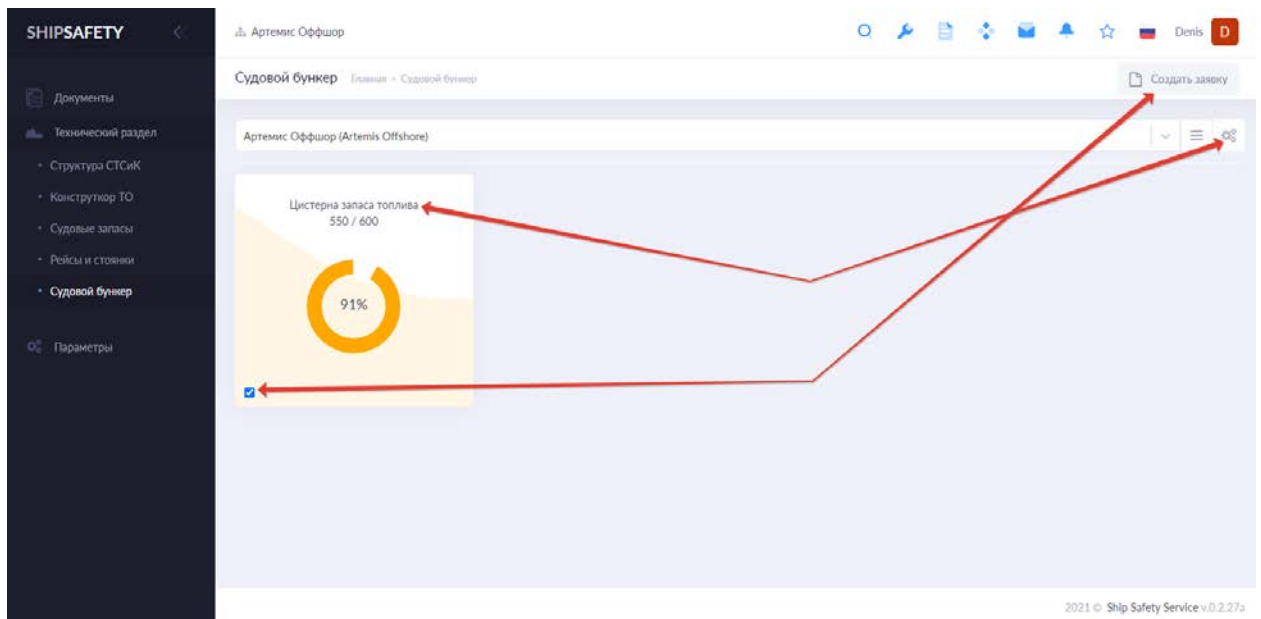 SHIPSAFETY
Артемис Оффшор
Denis
D
Судовой бункер
Главная • Судовой бункер
Создать заявку
Документы
Технический раздел
Структура СТСиК
Конструткор ТО
Судовые запасы
Рейсы и стоянки
Судовой бункер
Параметры
Артемис Оффшор (Artemis Offshore)
Цистерна запаса топлива
550 / 600
91%
2021 © Ship Safety Service v.0.2.27a